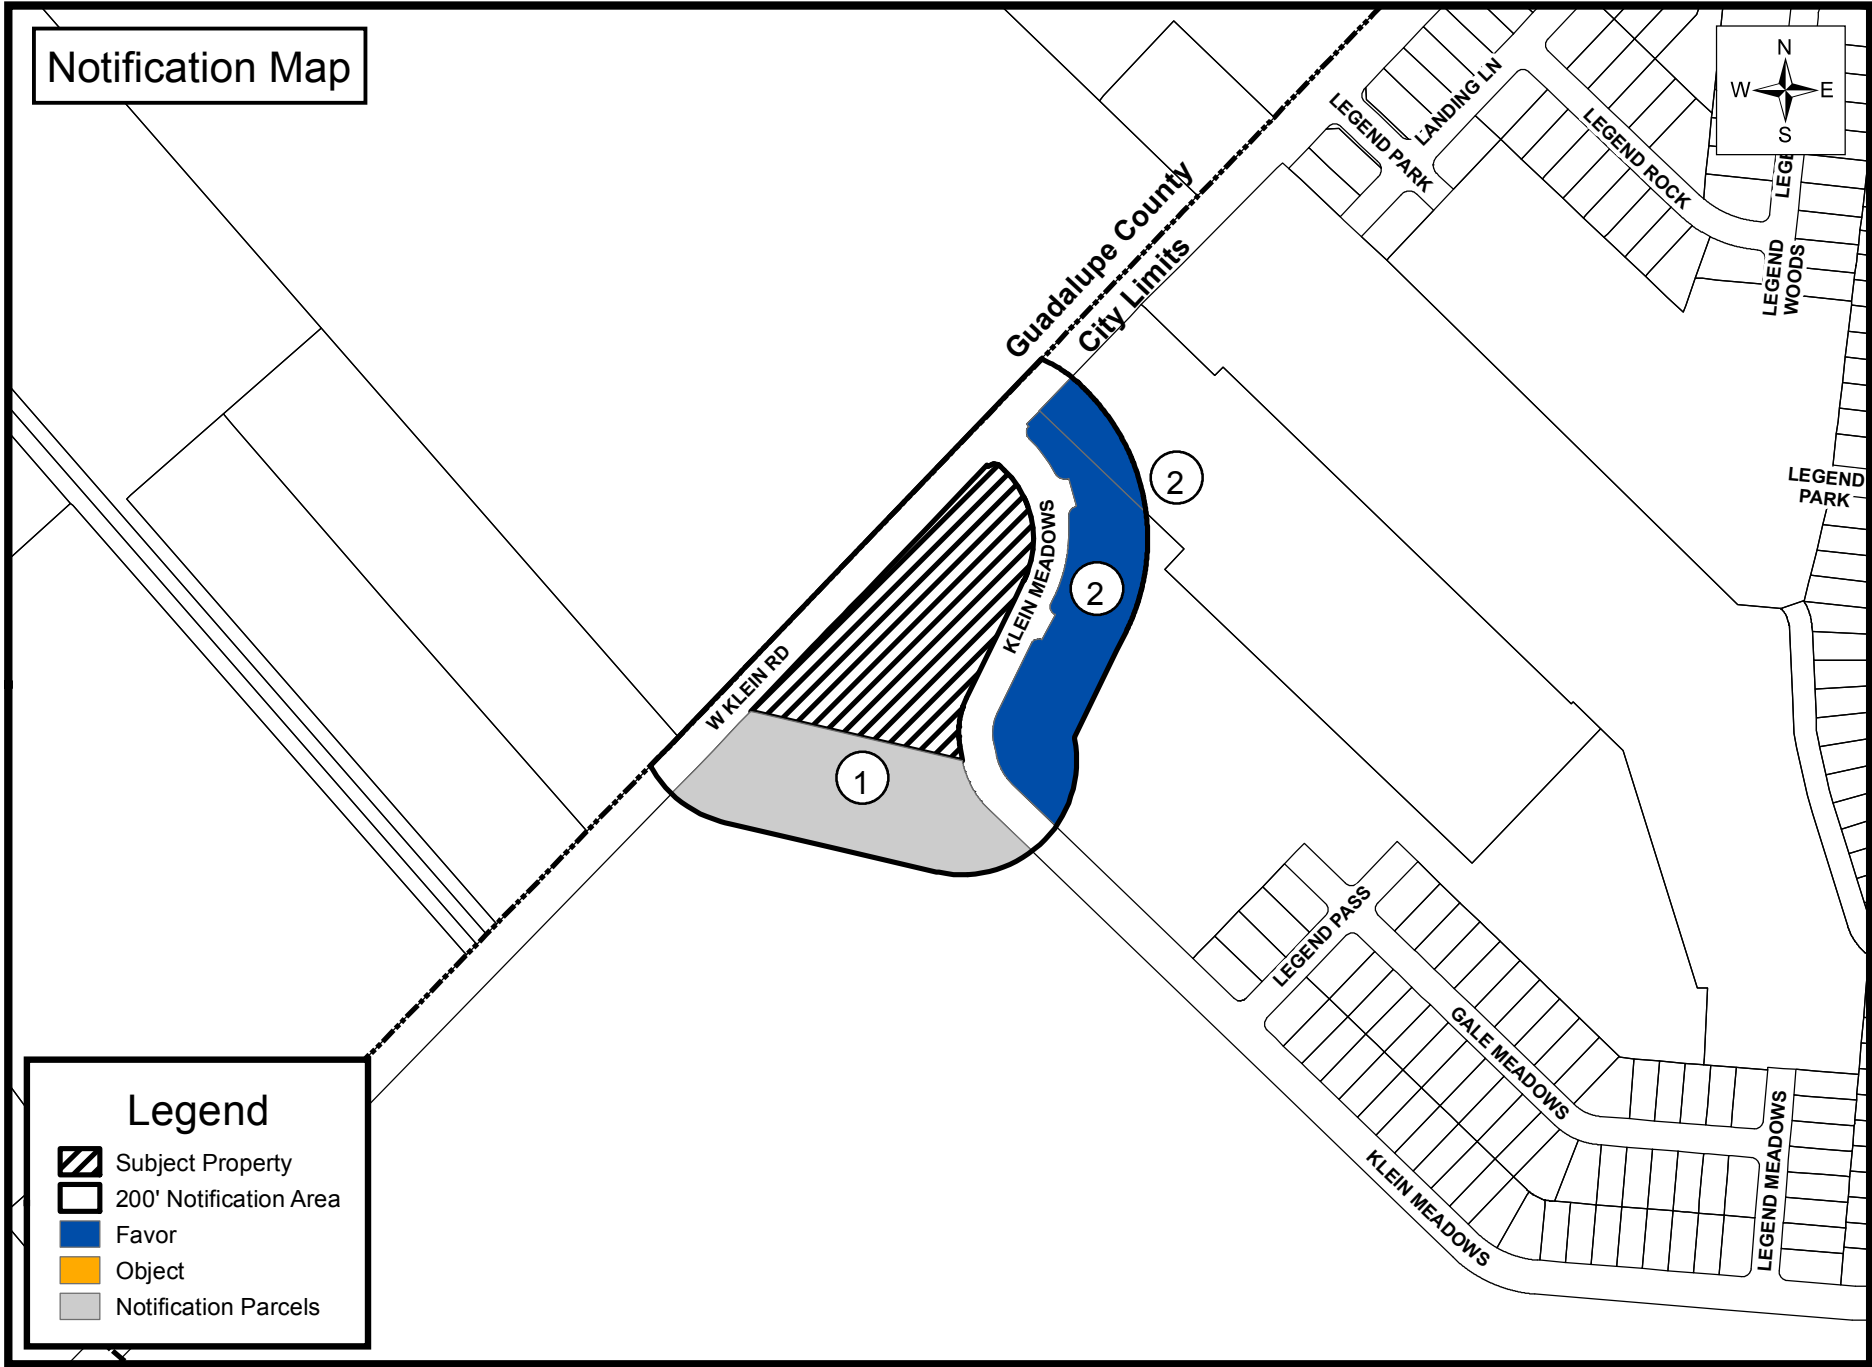 Notification Map
N
W E
S
LANDING LN
LEGEND PARK
LEGEND ROCK
LEGE
LEGEND
WOODS
Guadalupe County
City Limits
LEGEND
PARK
2
KLEIN MEADOWS
2
W KLEIN RD
1
LEGEND PASS
GALE MEADOWS
LEGEND MEADOWS
KLEIN MEADOWS
Legend
Subject Property
200' Notification Area
Favor
Object
Notification Parcels